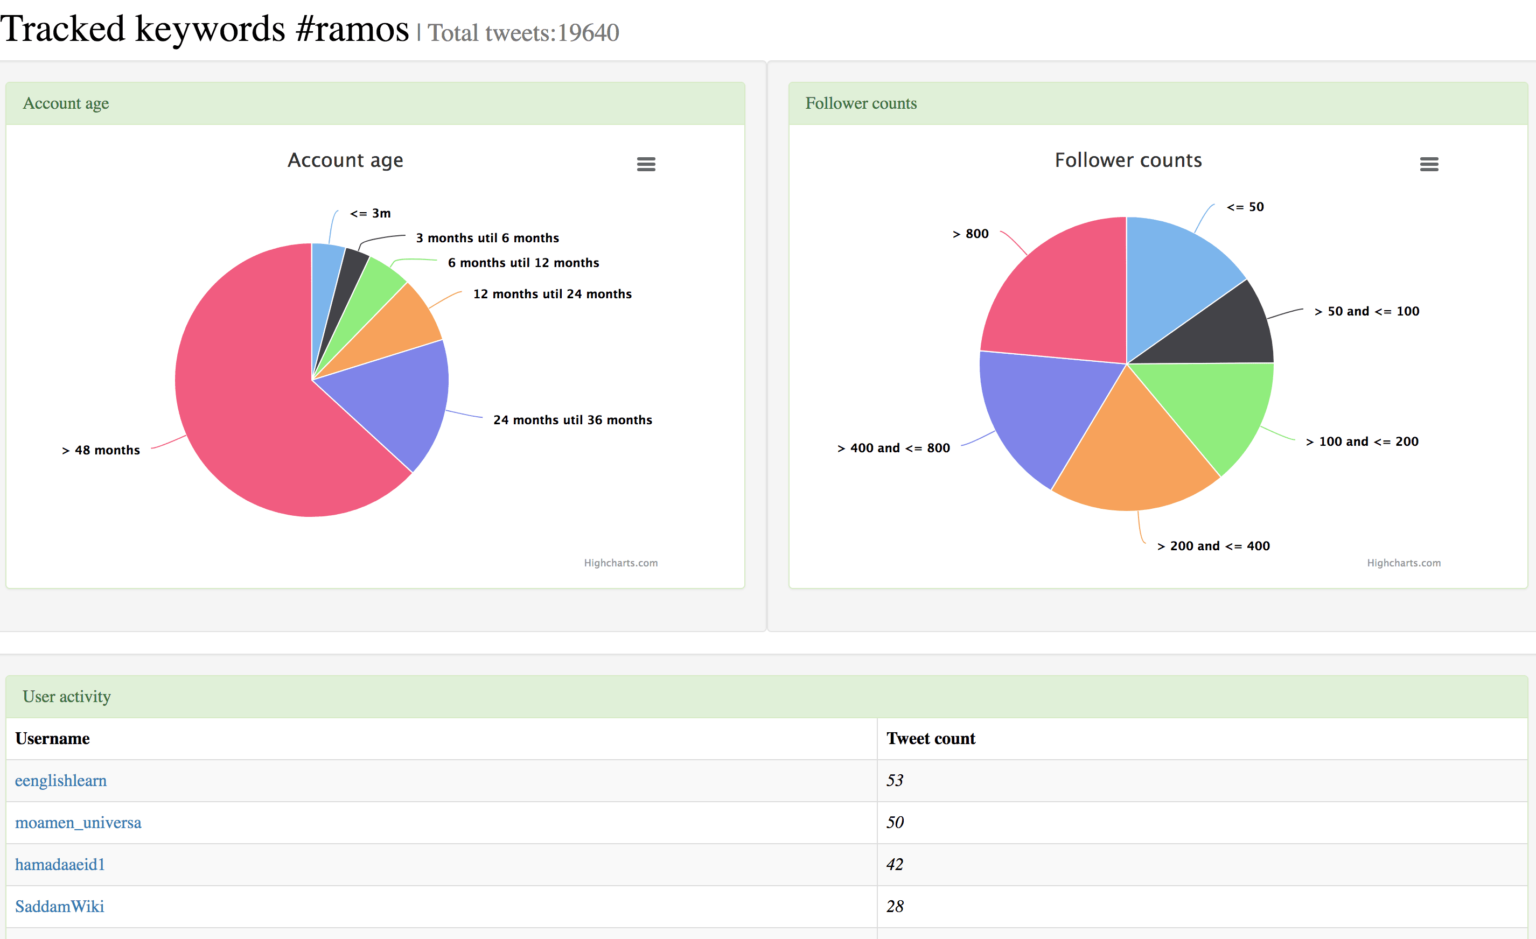 Tracked keywords #ramos | Total tweets:19640
Account age
Account age
<= 3m
3 months util 6 months
6 months util 12 months
12 months util 24 months
24 months util 36 months
> 48 months
Highcharts.com
Follower counts
Follower counts
<= 50
> 800
> 50 and <= 100
> 100 and <= 200
> 400 and <= 800
> 200 and <= 400
Highcharts.com
User activity
Username Tweet count
eenglishlearn 53
moamen_universa 50
hamadaaeid1 42
SaddamWiki 28